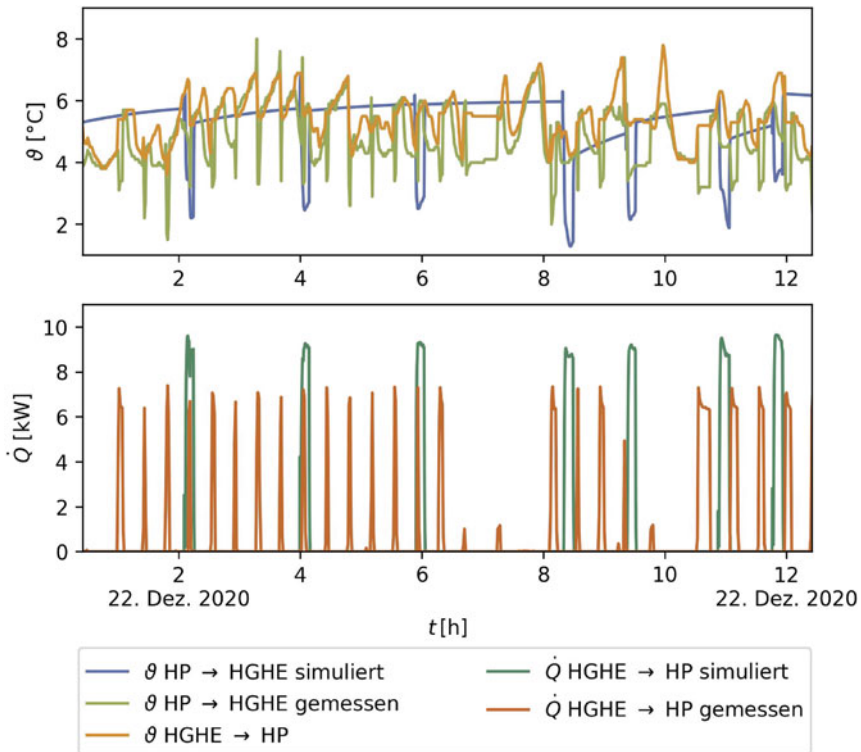 8
6
4
2
ϑ [°C]
2 4 6 8 10 12
10
8
6
4
2
0
Q̇ [kW]
2 4 6 8 10 12
22. Dez. 2020 22. Dez. 2020
t [h]
ϑ HP → HGHE simuliert
ϑ HP → HGHE gemessen
ϑ HGHE → HP
Q̇ HGHE → HP simuliert
Q̇ HGHE → HP gemessen